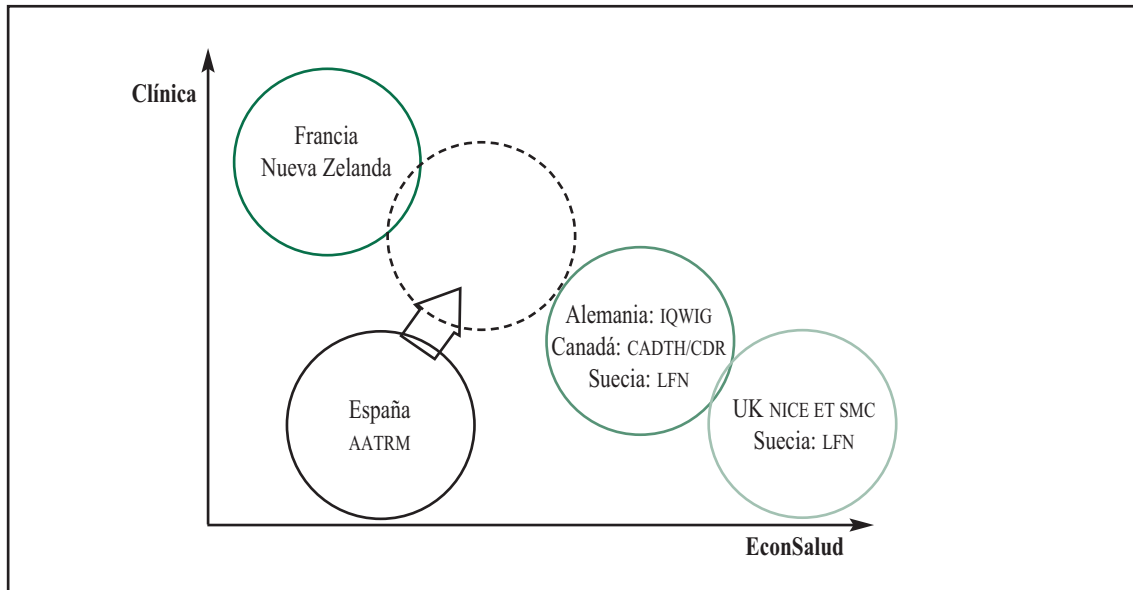 Clínica
Francia
Nueva Zelanda
Alemania: IQWIG
Canadá: CADTH/CDR
Suecia: LFN
España
AATRM
UK NICE ET SMC
Suecia: LFN
EconSalud